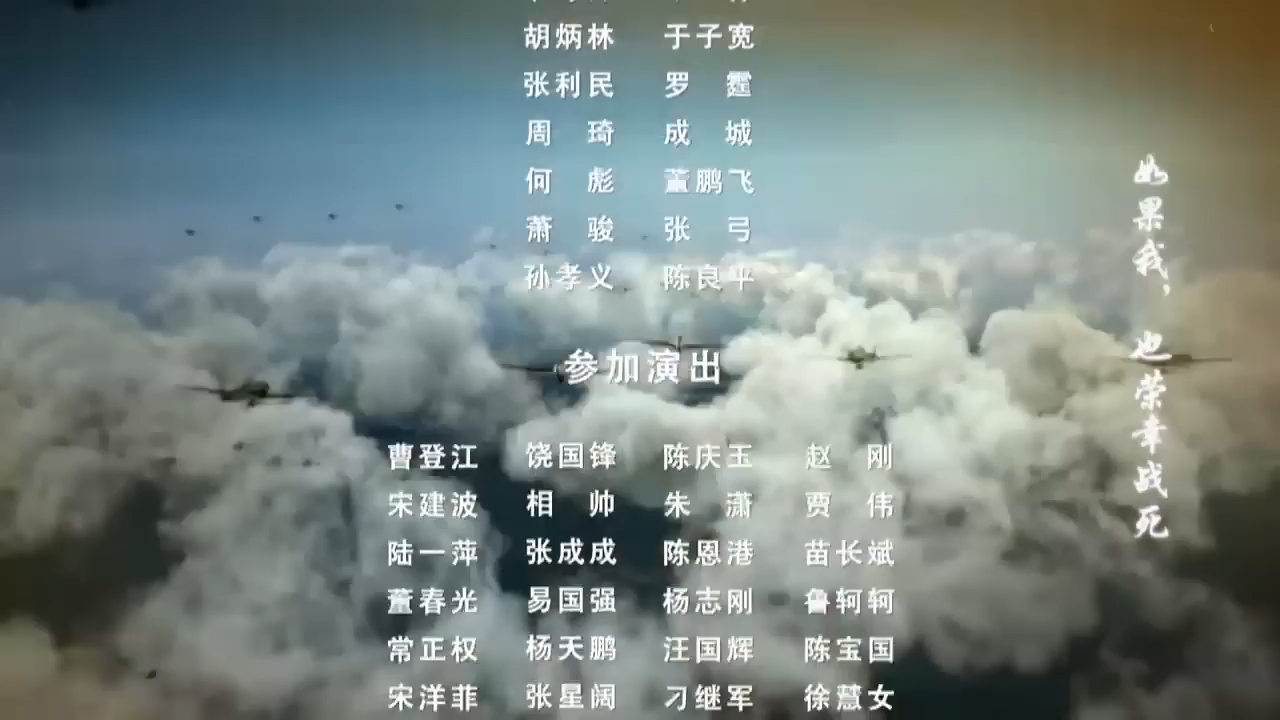 胡炳林 于子宽
张利民 罗霆
周琦 成城
何彪 董鹏飞
萧骏 张弓
孙孝义 陈良平
参加演出
曹登江 饶国锋 陈庆玉 赵刚
宋建波 相帅 朱潇 贾伟
陆一萍 张成成 陈恩港 苗长斌
董春光 易国强 杨志刚 鲁轲轲
常正权 杨天鹏 汪国辉 陈宝国
宋洋菲 张星阔 刁继军 徐慧女
如果我，也荣幸战死